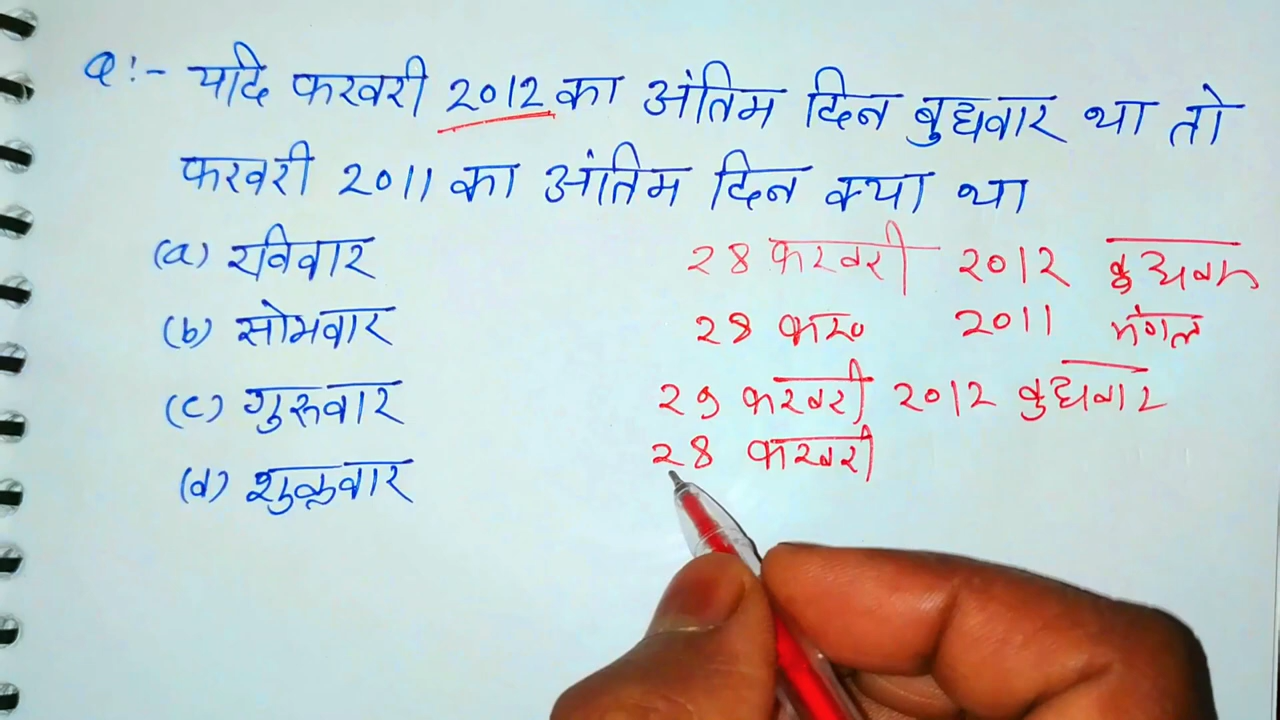 Q:- यदि फरवरी 2012 का अंतिम दिन बुधवार था तो
फरवरी 2011 का अंतिम दिन क्या था
(a) रविवार
(b) सोमवार
(c) गुरुवार
(d) शुक्रवार
28 फरवरी 2012 बुधवार
28 फर० 2011 मंगल
29 फरवरी 2012 बुधवार
28 फरवरी